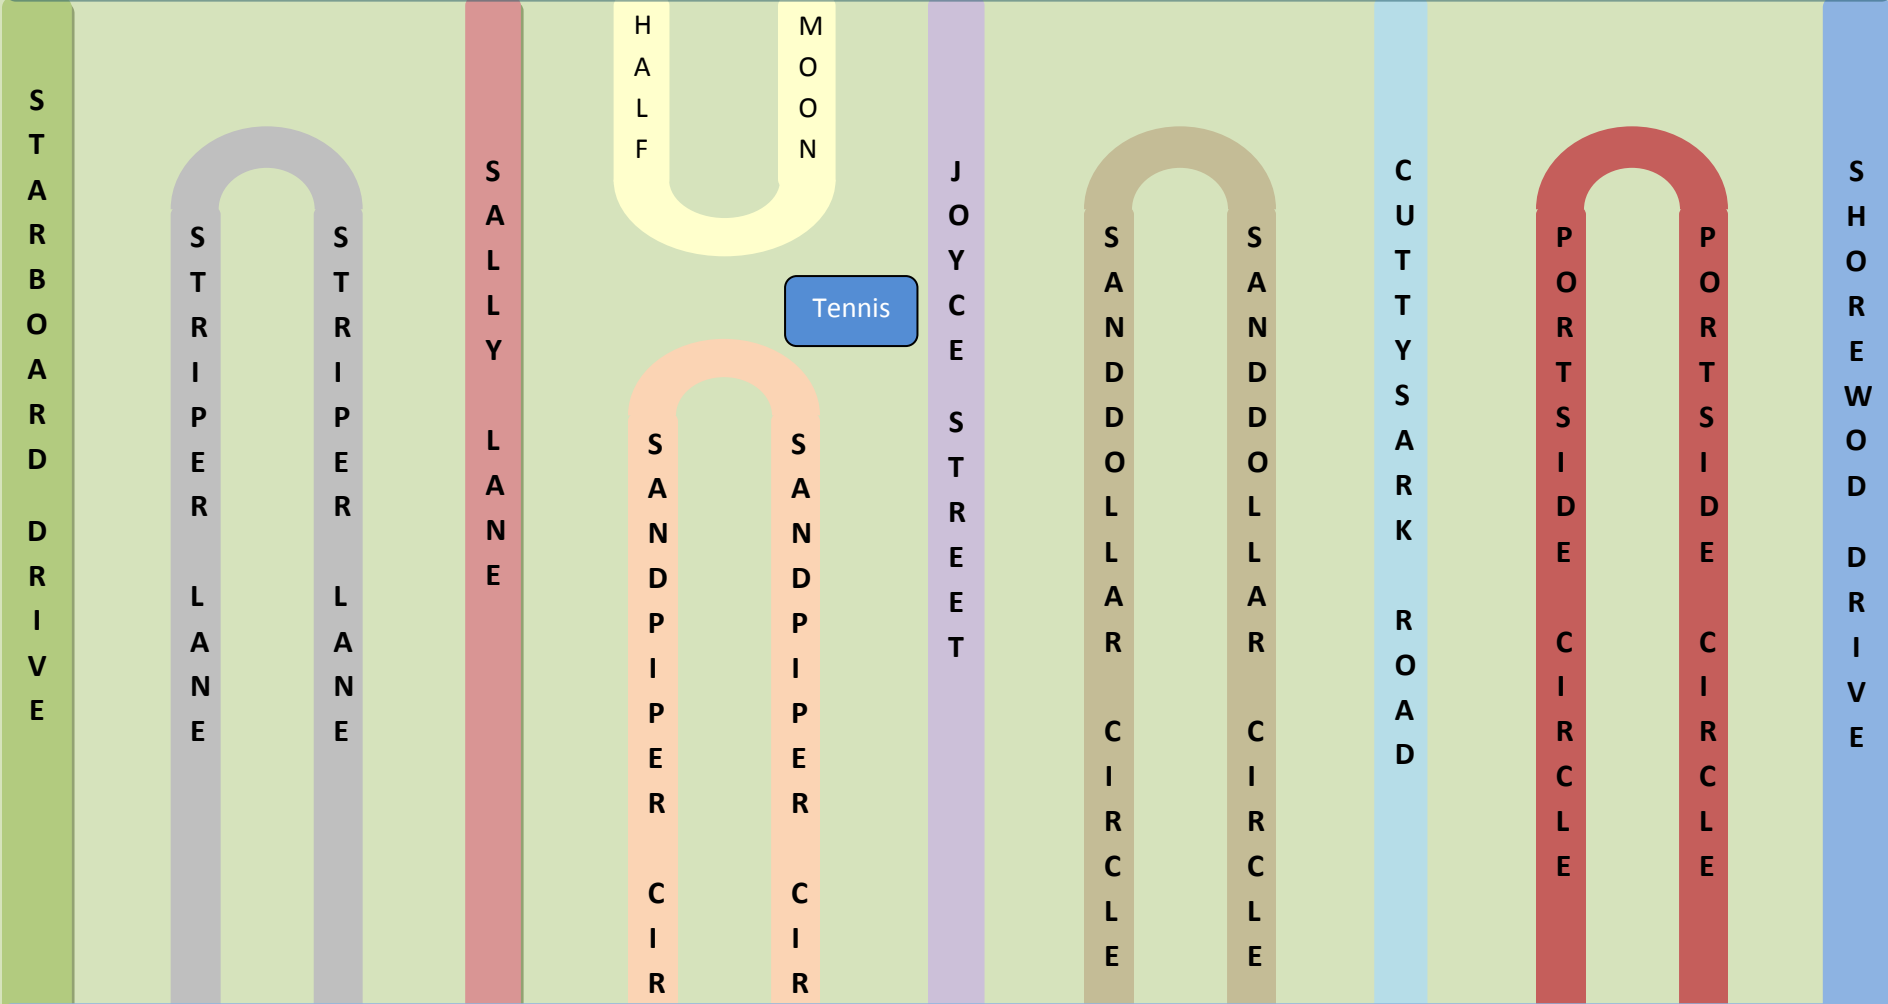 STARBOARD DRIVE
STRIPER LANE
STRIPER LANE
SALLY LANE
HALF
MOON
Tennis
SANDPIPER CIR
SANDPIPER CIR
JOYCE STREET
SANDDOLLAR CIRCLE
SANDDOLLAR CIRCLE
CUTTYSARK ROAD
PORTSIDE CIRCLE
PORTSIDE CIRCLE
SHOREWOD DRIVE